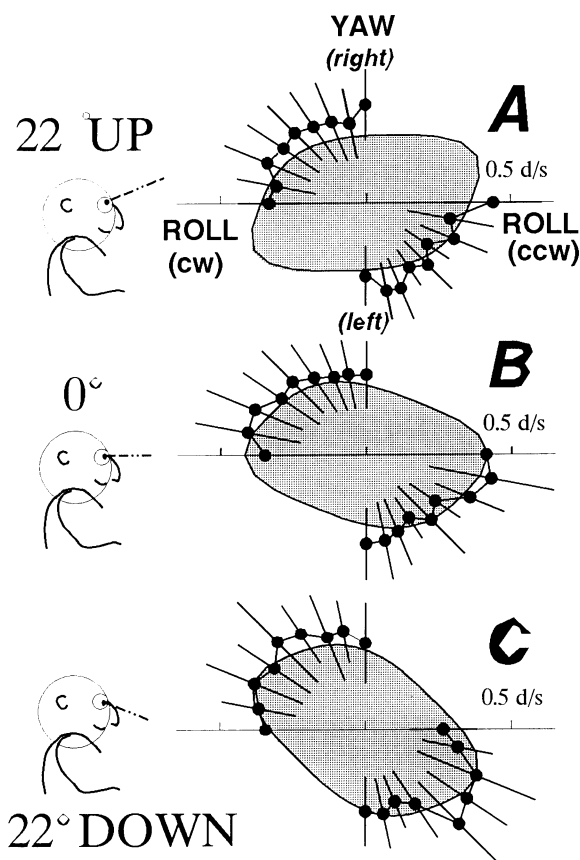 YAW
(right)
A
22 °UP
0.5 d/s
ROLL
(cw)
ROLL
(ccw)
(left)
B
0°
0.5 d/s
C
0.5 d/s
22° DOWN